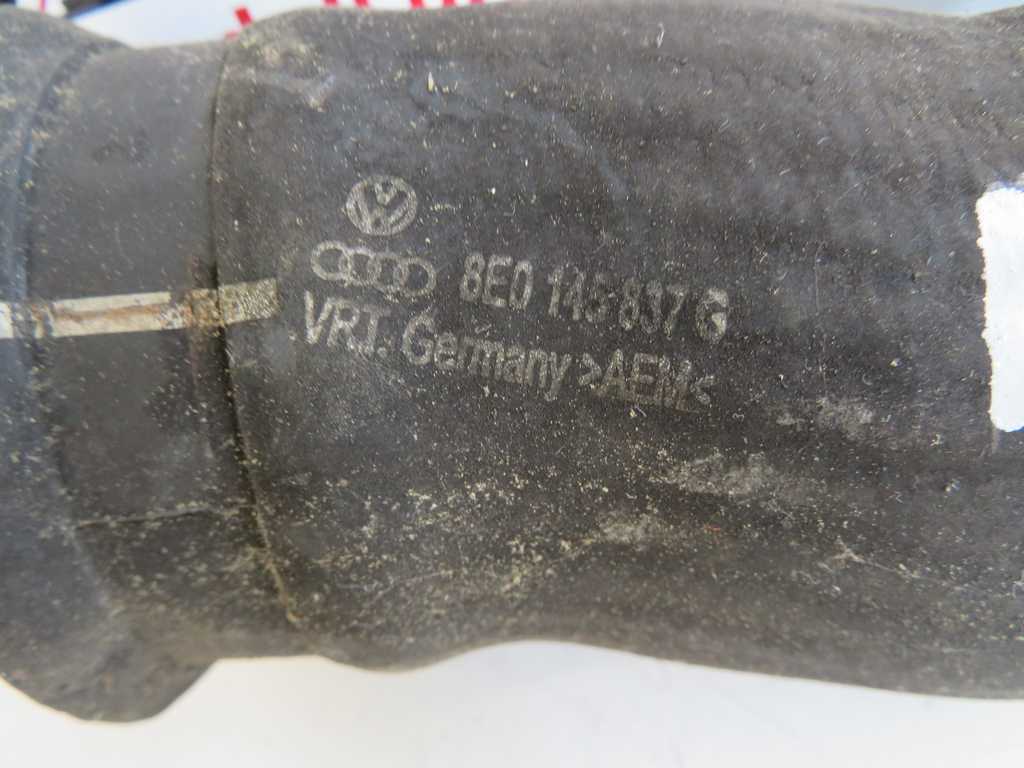 8E0 145 837 G
VRT. Germany >AEM<